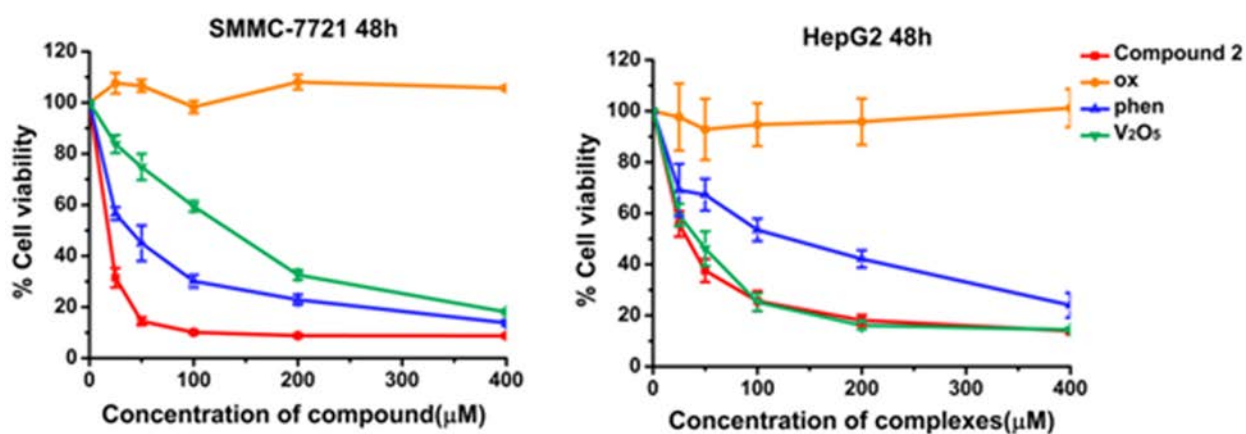 SMMC-7721 48h
120
100
80
60
40
20
0
% Cell viability
0
100
200
300
400
Concentration of compound(μM)
HepG2 48h
120
100
80
60
40
20
0
% Cell viability
0
100
200
300
400
Concentration of complexes(μM)
Compound 2
ox
phen
V₂O₅